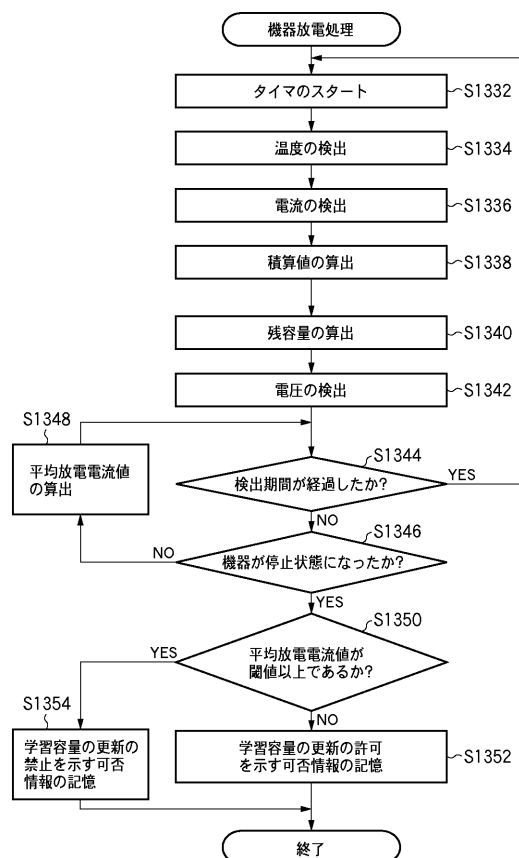 機器放電処理
タイマのスタート
S1332
温度の検出
S1334
電流の検出
S1336
積算値の算出
S1338
残容量の算出
S1340
電圧の検出
S1342
S1348
平均放電電流値
の算出
S1344
検出期間が経過したか?
YES
NO
S1346
機器が停止状態になったか?
NO
YES
S1350
平均放電電流値が
閾値以上であるか?
YES
NO
S1354
学習容量の更新の
禁止を示す可否
情報の記憶
学習容量の更新の許可
を示す可否情報の記憶
S1352
終了